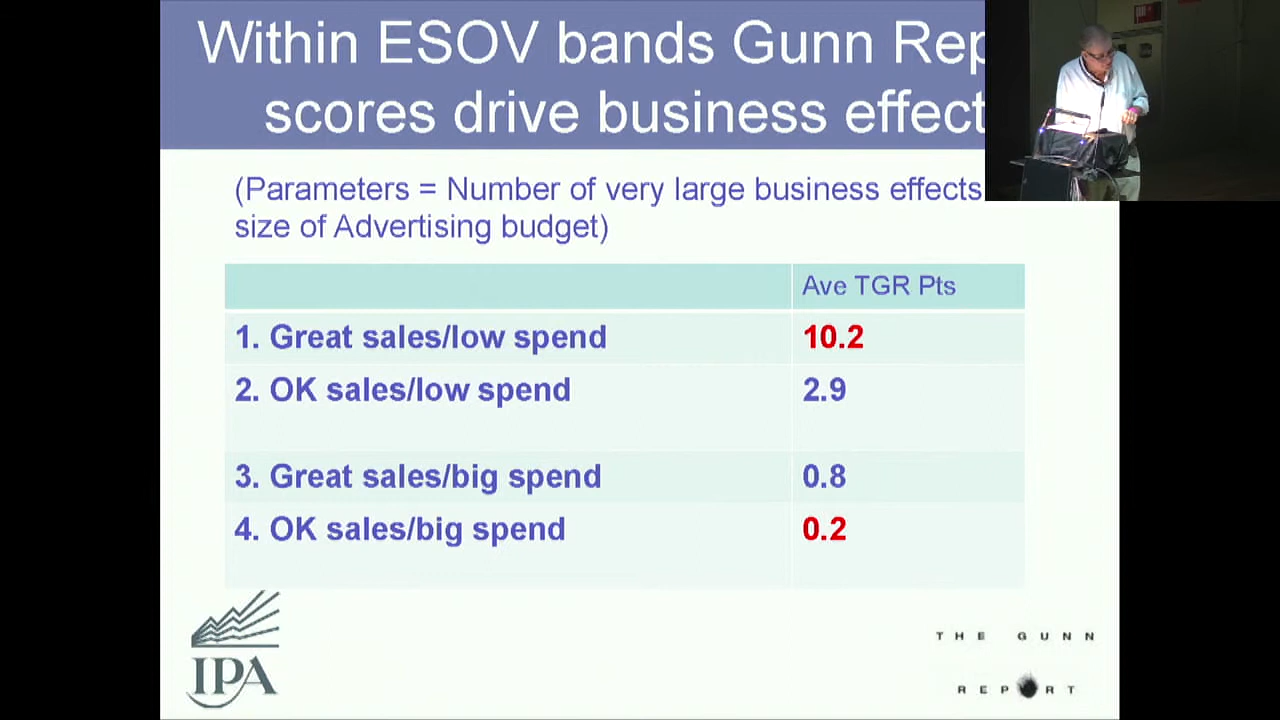 Within ESOV bands Gunn Rep
scores drive business effect
(Parameters = Number of very large business effects
size of Advertising budget)
Ave TGR Pts
1. Great sales/low spend
10.2
2. OK sales/low spend
2.9
3. Great sales/big spend
0.8
4. OK sales/big spend
0.2
IPA
THE GUNN
REPORT